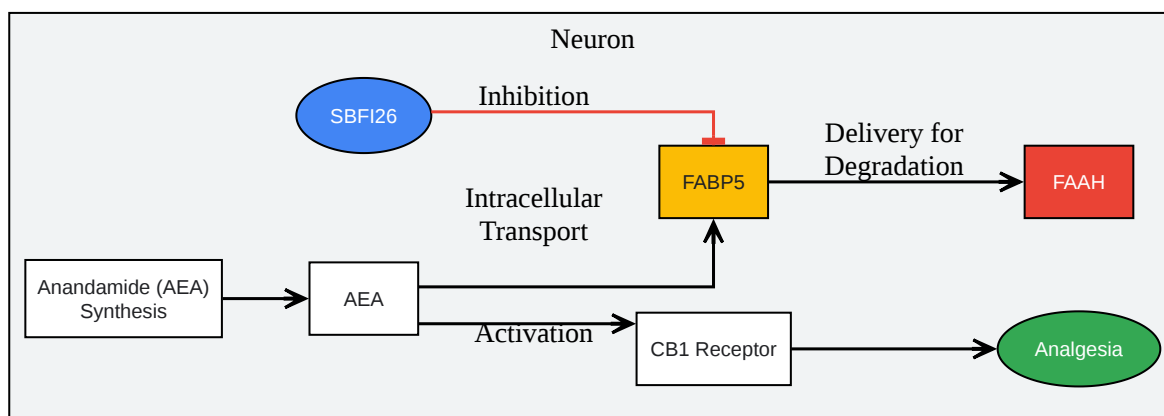 Neuron
SBFI26
Inhibition
Delivery for
Degradation
FABP5
FAAH
Intracellular
Transport
Anandamide (AEA)
Synthesis
AEA
Activation
CB1 Receptor
Analgesia